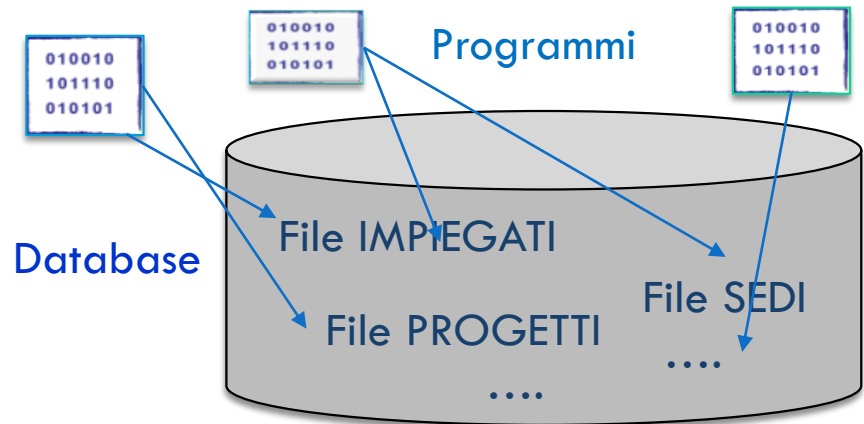 010010
101110
010101
010010
101110
010101
Programmi
010010
101110
010101
File IMPIEGATI
Database
File SEDI
File PROGETTI
....
....